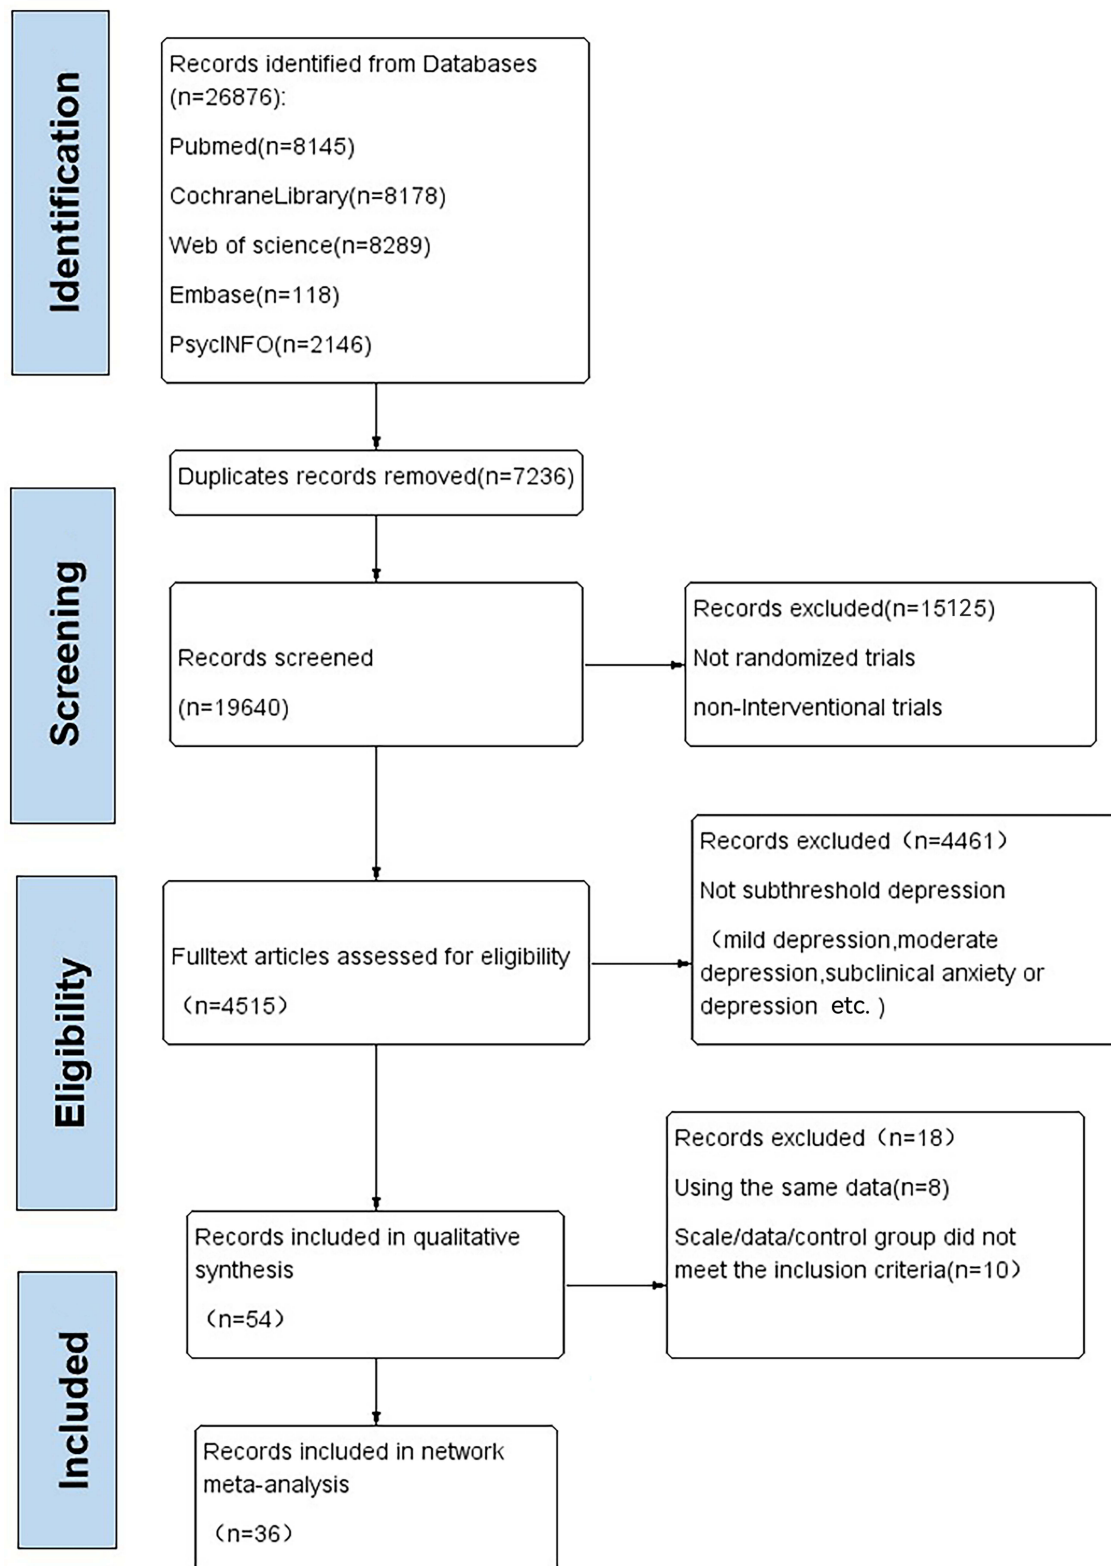 Identification
Records identified from Databases
(n=26876):
Pubmed(n=8145)
CochraneLibrary(n=8178)
Web of science(n=8289)
Embase(n=118)
PsycINFO(n=2146)
Duplicates records removed(n=7236)
Screening
Records screened
(n=19640)
Records excluded(n=15125)
Not randomized trials
non-Interventional trials
Eligibility
Fulltext articles assessed for eligibility
（n=4515）
Records excluded（n=4461）
Not subthreshold depression
（mild depression,moderate
depression,subclinical anxiety or
depression etc.）
Records included in qualitative
synthesis
（n=54）
Records excluded（n=18）
Using the same data(n=8)
Scale/data/control group did not
meet the inclusion criteria(n=10）
Included
Records included in network
meta-analysis
（n=36）